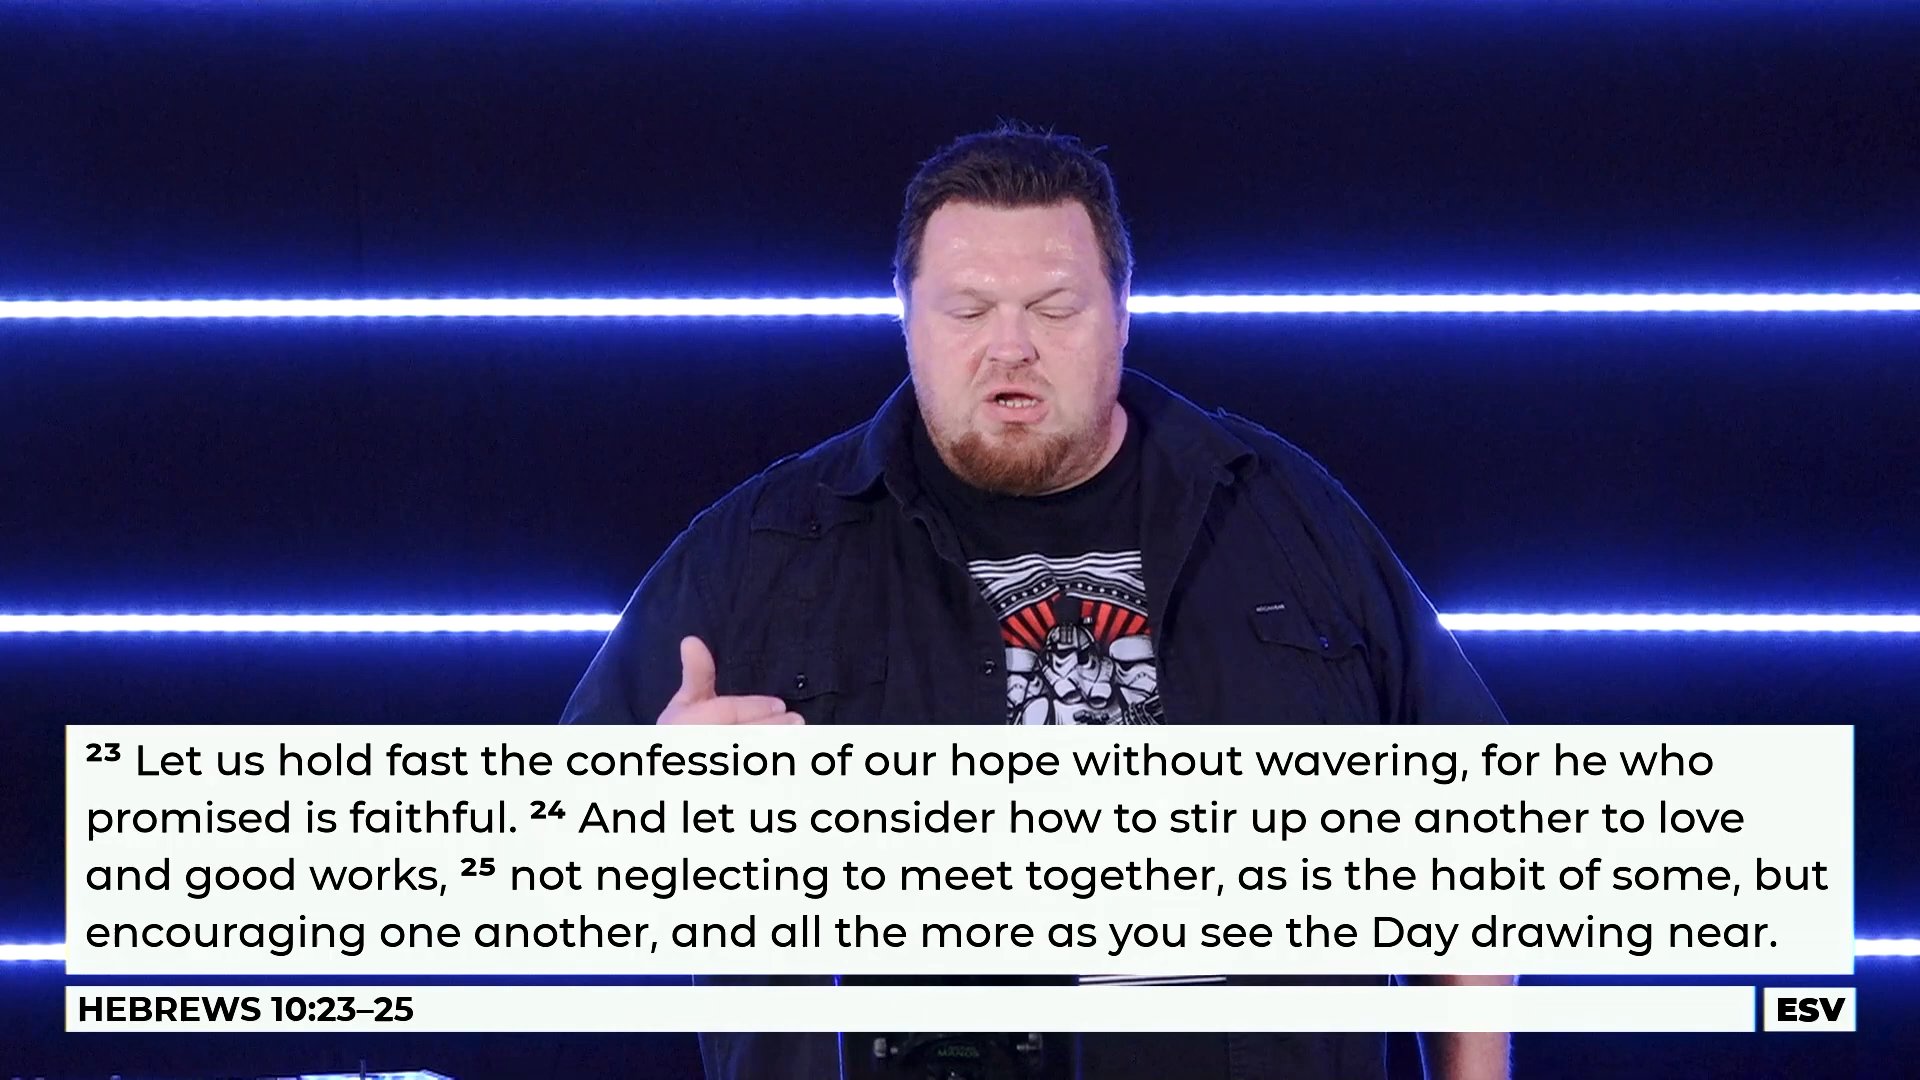 ²³ Let us hold fast the confession of our hope without wavering, for he who
promised is faithful. ²⁴ And let us consider how to stir up one another to love
and good works, ²⁵ not neglecting to meet together, as is the habit of some, but
encouraging one another, and all the more as you see the Day drawing near.
HEBREWS 10:23–25
ESV